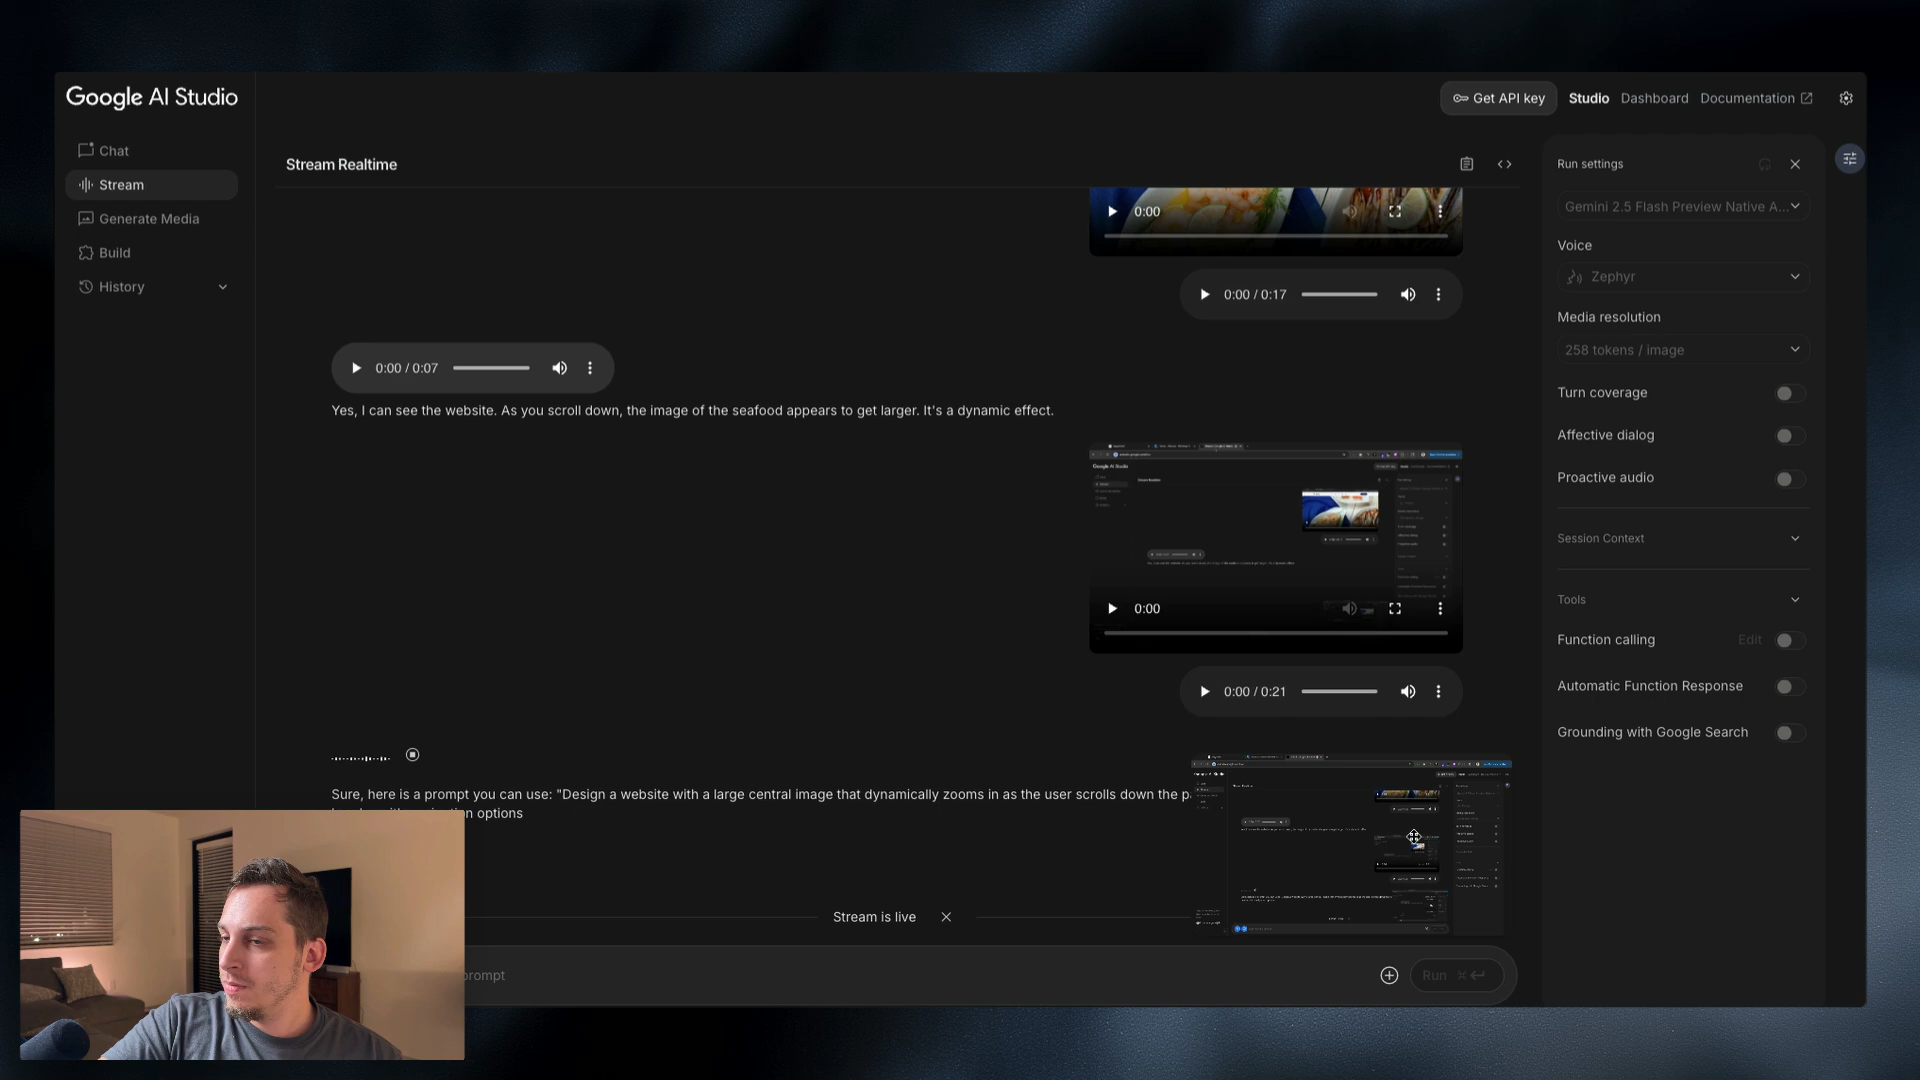 Google AI Studio
Get API key
Studio
Dashboard
Documentation
Chat
Stream
Generate Media
Build
History
Stream Realtime
0:00
0:00 / 0:17
0:00 / 0:07
Yes, I can see the website. As you scroll down, the image of the seafood appears to get larger. It's a dynamic effect.
0:00
0:00 / 0:21
Sure, here is a prompt you can use: "Design a website with a large central image that dynamically zooms in as the user scrolls down the
options
Stream is live
prompt
Run
Run settings
Gemini 2.5 Flash Preview Native A...
Voice
Zephyr
Media resolution
258 tokens / image
Turn coverage
Affective dialog
Proactive audio
Session Context
Tools
Function calling
Edit
Automatic Function Response
Grounding with Google Search